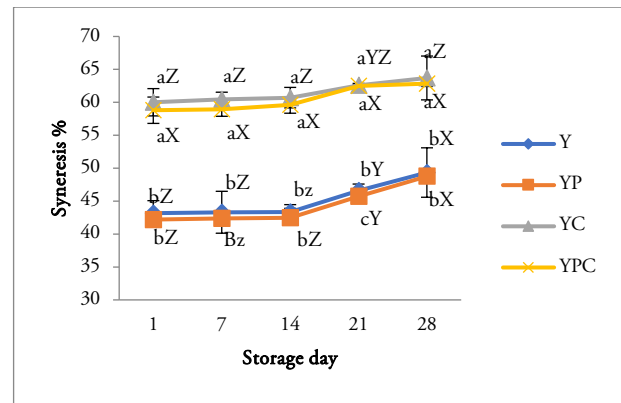 70
65
60
55
50
45
40
35
30
Syneresis %
aZ aZ aZ aYZ aZ
aX aX aX aX aX
bZ bZ bz bY bX
bZ Bz bZ cY bX
1 7 14 21 28
Storage day
Y
YP
YC
YPC